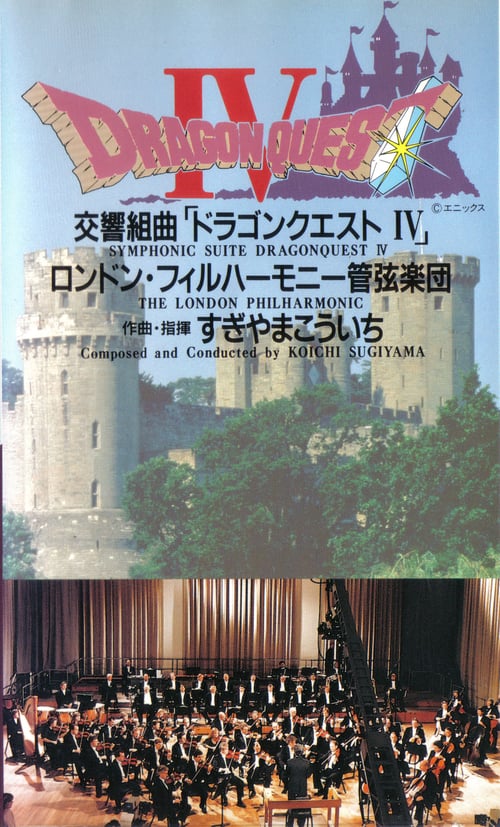 DRAGON QUEST
IV
©エニックス
交響組曲「ドラゴンクエスト IV」
SYMPHONIC SUITE DRAGONQUEST IV
ロンドン・フィルハーモニー管弦楽団
THE LONDON PHILHARMONIC
作曲・指揮 すぎやまこういち
Composed and Conducted by KOICHI SUGIYAMA